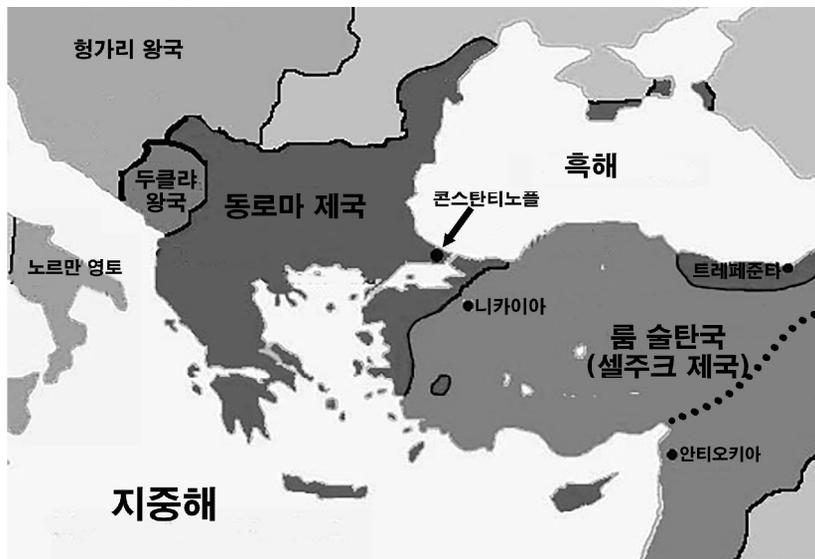 헝가리 왕국
두클랴
왕국
동로마 제국
흑해
콘스탄티노플
노르만 영토
트레페준타
니카이아
룸 술탄국
(셀주크 제국)
안티오키아
지중해